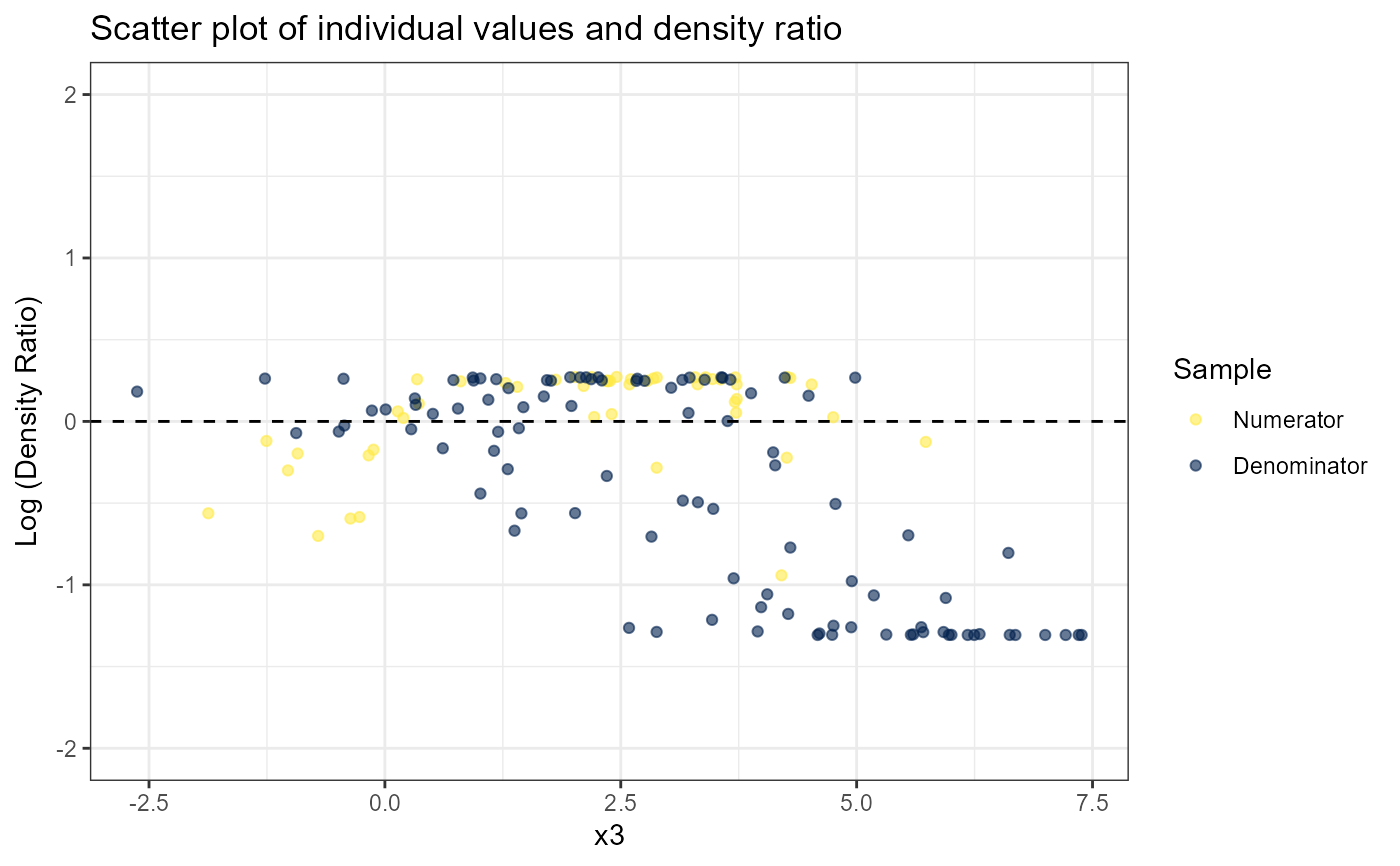 Scatter plot of individual values and density ratio
Log (Density Ratio)
2
1
0
-1
-2
-2.5 0.0 2.5 5.0 7.5
x3
Sample
Numerator
Denominator